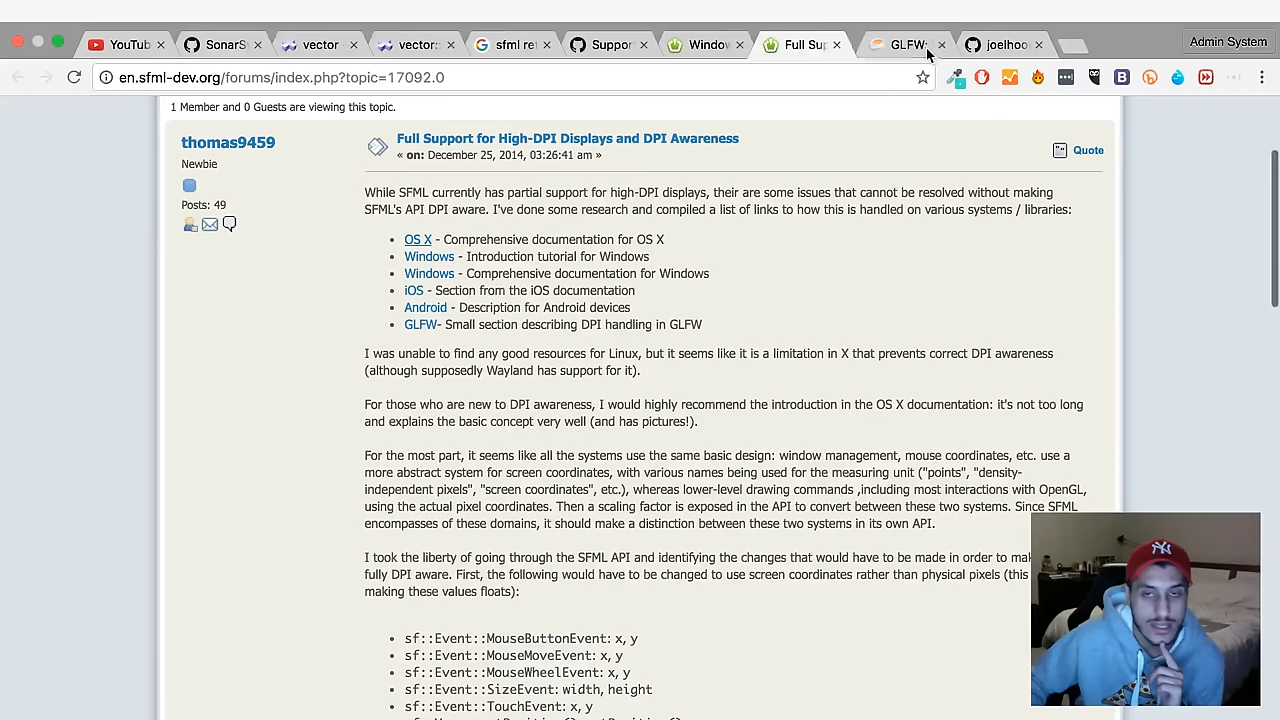 YouTub
SonarS
vector
vector:
sfml re
Suppor
Window
Full Sup
GLFW:
joelhoo
Admin System
en.sfml-dev.org/forums/index.php?topic=17092.0
1 Member and 0 Guests are viewing this topic.
thomas9459
Newbie
Posts: 49
Full Support for High-DPI Displays and DPI Awareness
« on: December 25, 2014, 03:26:41 am »
Quote
While SFML currently has partial support for high-DPI displays, their are some issues that cannot be resolved without making
SFML's API DPI aware. I've done some research and compiled a list of links to how this is handled on various systems / libraries:
• OS X - Comprehensive documentation for OS X
• Windows - Introduction tutorial for Windows
• Windows - Comprehensive documentation for Windows
• iOS - Section from the iOS documentation
• Android - Description for Android devices
• GLFW- Small section describing DPI handling in GLFW
I was unable to find any good resources for Linux, but it seems like it is a limitation in X that prevents correct DPI awareness
(although supposedly Wayland has support for it).
For those who are new to DPI awareness, I would highly recommend the introduction in the OS X documentation: it's not too long
and explains the basic concept very well (and has pictures!).
For the most part, it seems like all the systems use the same basic design: window management, mouse coordinates, etc. use a
more abstract system for screen coordinates, with various names being used for the measuring unit ("points", "density-
independent pixels", "screen coordinates", etc.), whereas lower-level drawing commands ,including most interactions with OpenGL,
using the actual pixel coordinates. Then a scaling factor is exposed in the API to convert between these two systems. Since SFML
encompasses of these domains, it should make a distinction between these two systems in its own API.
I took the liberty of going through the SFML API and identifying the changes that would have to be made in order to mak
fully DPI aware. First, the following would have to be changed to use screen coordinates rather than physical pixels (this
making these values floats):
• sf::Event::MouseButtonEvent: x, y
• sf::Event::MouseMoveEvent: x, y
• sf::Event::MouseWheelEvent: x, y
• sf::Event::SizeEvent: width, height
• sf::Event::TouchEvent: x, y